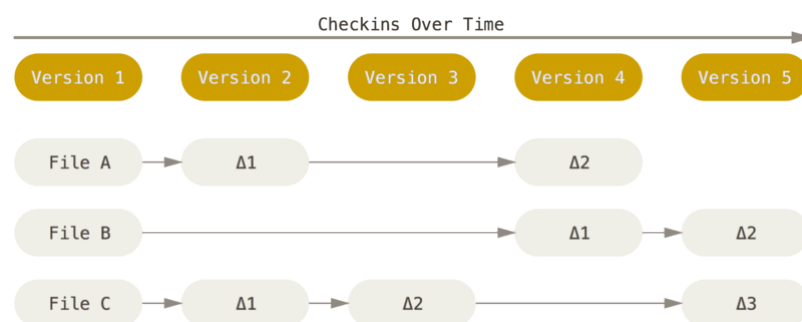 Checkins Over Time
Version 1 Version 2 Version 3 Version 4 Version 5
File A Δ1 Δ2
File B Δ1 Δ2
File C Δ1 Δ2 Δ3